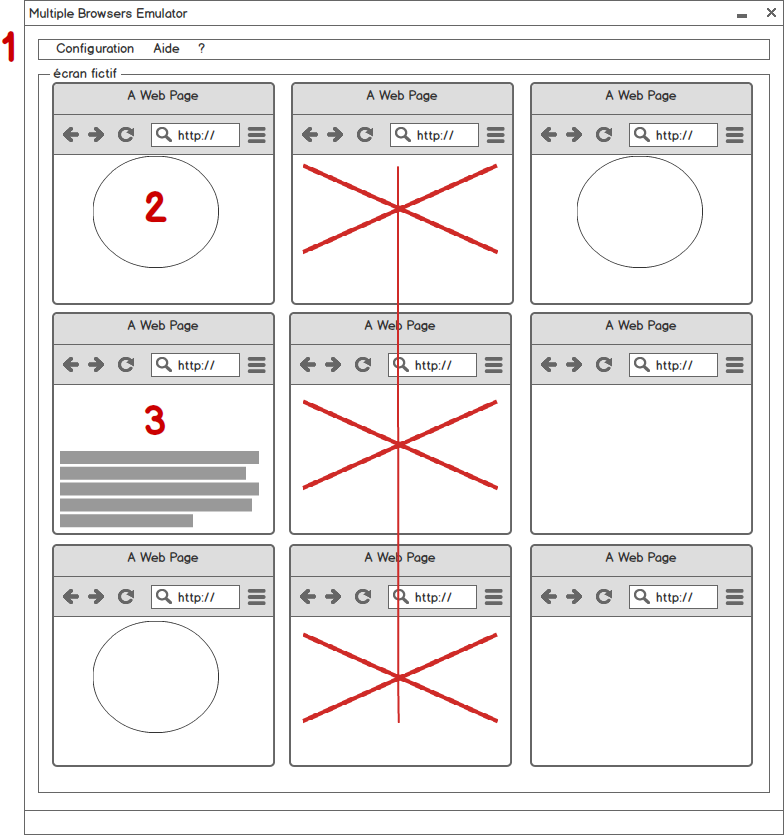 Multiple Browsers Emulator
1
Configuration Aide ?
écran fictif
A Web Page A Web Page A Web Page
http:// http:// http://
2
A Web Page A Web Page A Web Page
http:// http:// http://
3
A Web Page A Web Page A Web Page
http:// http:// http://